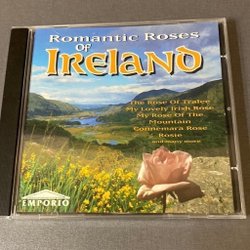 Romantic Roses
Of
IRELAND
The Rose Of Tralee
My Lovely Irish Rose
My Rose Of The
Mountain
Connemara Rose
Rosie
and many more
EMPORIO